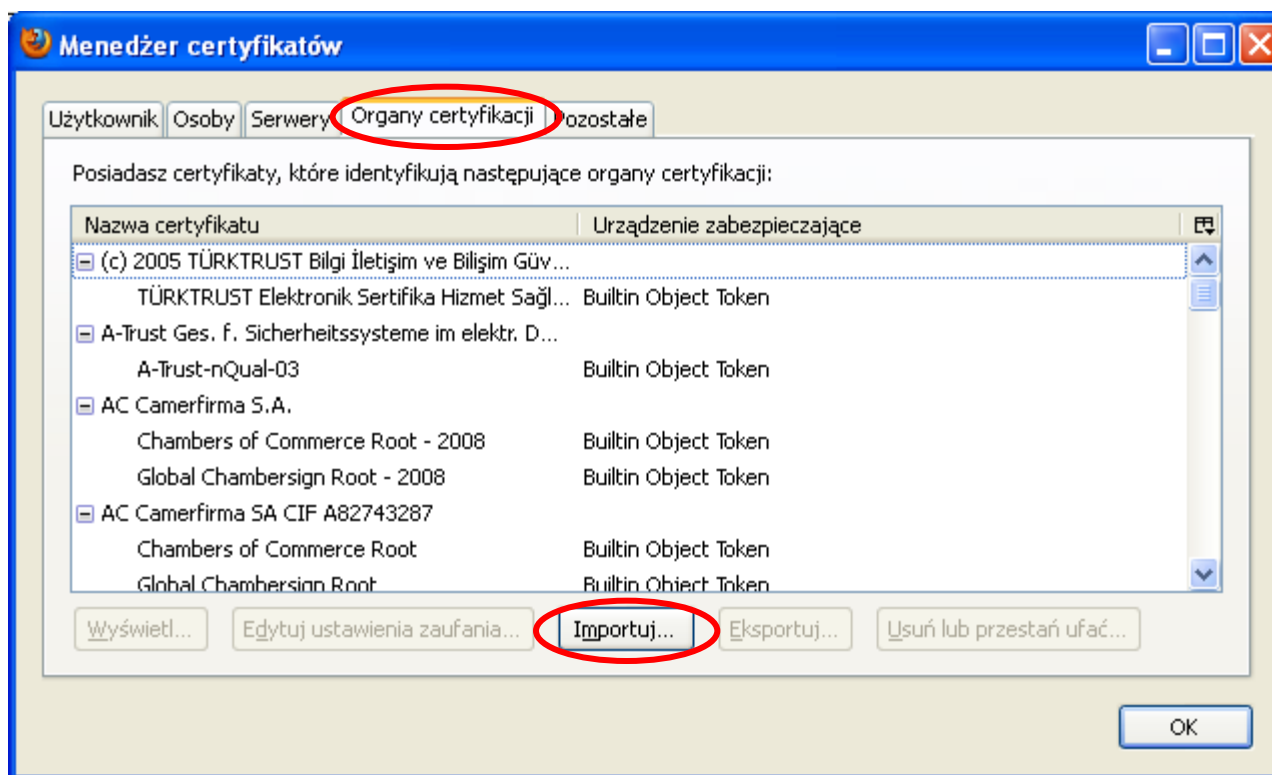 Menedżer certyfikatów
Użytkownik Osoby Serwery Organy certyfikacji Pozostałe
Posiadasz certyfikaty, które identyfikują następujące organy certyfikacji:
Nazwa certyfikatu Urządzenie zabezpieczające
(c) 2005 TÜRKTRUST Bilgi İletişim ve Bilişim Güv...
TÜRKTRUST Elektronik Sertifika Hizmet Sağl... Builtin Object Token
A-Trust Ges. f. Sicherheitssysteme im elektr. D...
A-Trust-nQual-03 Builtin Object Token
AC Camerfirma S.A.
Chambers of Commerce Root - 2008 Builtin Object Token
Global Chambersign Root - 2008 Builtin Object Token
AC Camerfirma SA CIF A82743287
Chambers of Commerce Root Builtin Object Token
Global Chambersign Root Builtin Object Token
Wyświetl... Edytuj ustawienia zaufania... Importuj... Eksportuj... Usuń lub przestań ufać...
OK